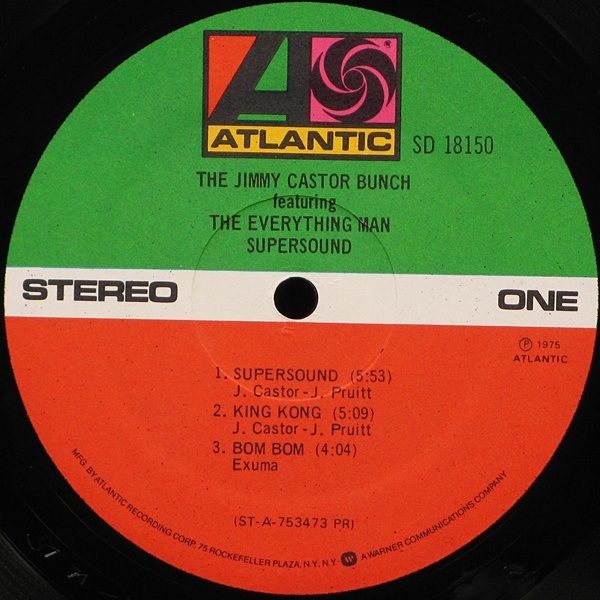 ATLANTIC
SD 18150
THE JIMMY CASTOR BUNCH
featuring
THE EVERYTHING MAN
SUPERSOUND
STEREO
ONE
Ⓟ 1975
ATLANTIC
1. SUPERSOUND (5:53)
J. Castor - J. Pruitt
2. KING KONG (5:09)
J. Castor - J. Pruitt
3. BOM BOM (4:04)
Exuma
(ST-A-753473 PR)
MFG. BY ATLANTIC RECORDING CORP. 75 ROCKEFELLER PLAZA, N.Y., N.Y. A WARNER COMMUNICATIONS COMPANY